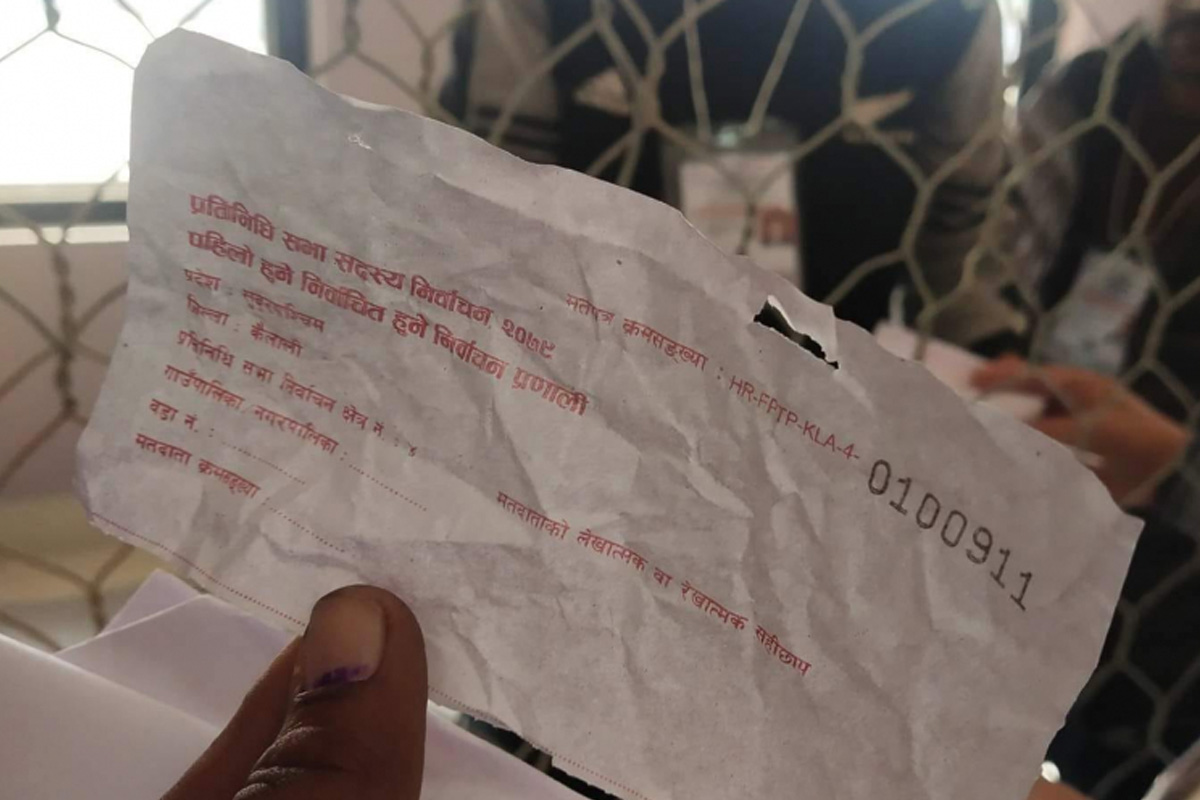 प्रतिनिधि सभा सदस्य निर्वाचन, २०७९
पहिलो हुने निर्वाचित हुने निर्वाचन प्रणाली
मतपत्र क्रमसङ्ख्या : HR-FPTP-KLA-4- 0100911
प्रदेश : सुदूरपश्चिम
जिल्ला : कैलाली
प्रतिनिधि सभा निर्वाचन क्षेत्र नं. : ४
गाउँपालिका/नगरपालिका :
वडा नं. :
मतदाता क्रमसङ्ख्या
मतदाताको लेखात्मक वा रेखात्मक सहीछाप